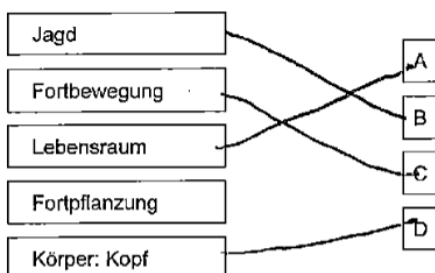 Jagd
A
Fortbewegung
B
Lebensraum
C
Fortpflanzung
D
Körper: Kopf